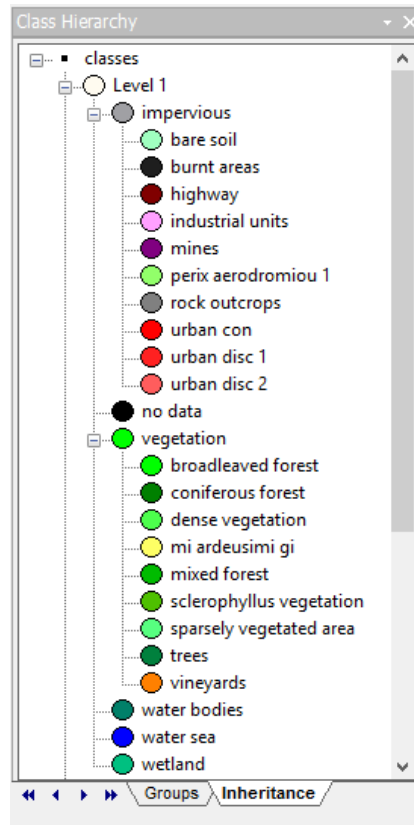 Class Hierarchy
classes
Level 1
impervious
bare soil
burnt areas
highway
industrial units
mines
perix aerodromiou 1
rock outcrops
urban con
urban disc 1
urban disc 2
no data
vegetation
broadleaved forest
coniferous forest
dense vegetation
mi ardeusimi gi
mixed forest
sclerophyllus vegetation
sparsely vegetated area
trees
vineyards
water bodies
water sea
wetland
Groups Inheritance